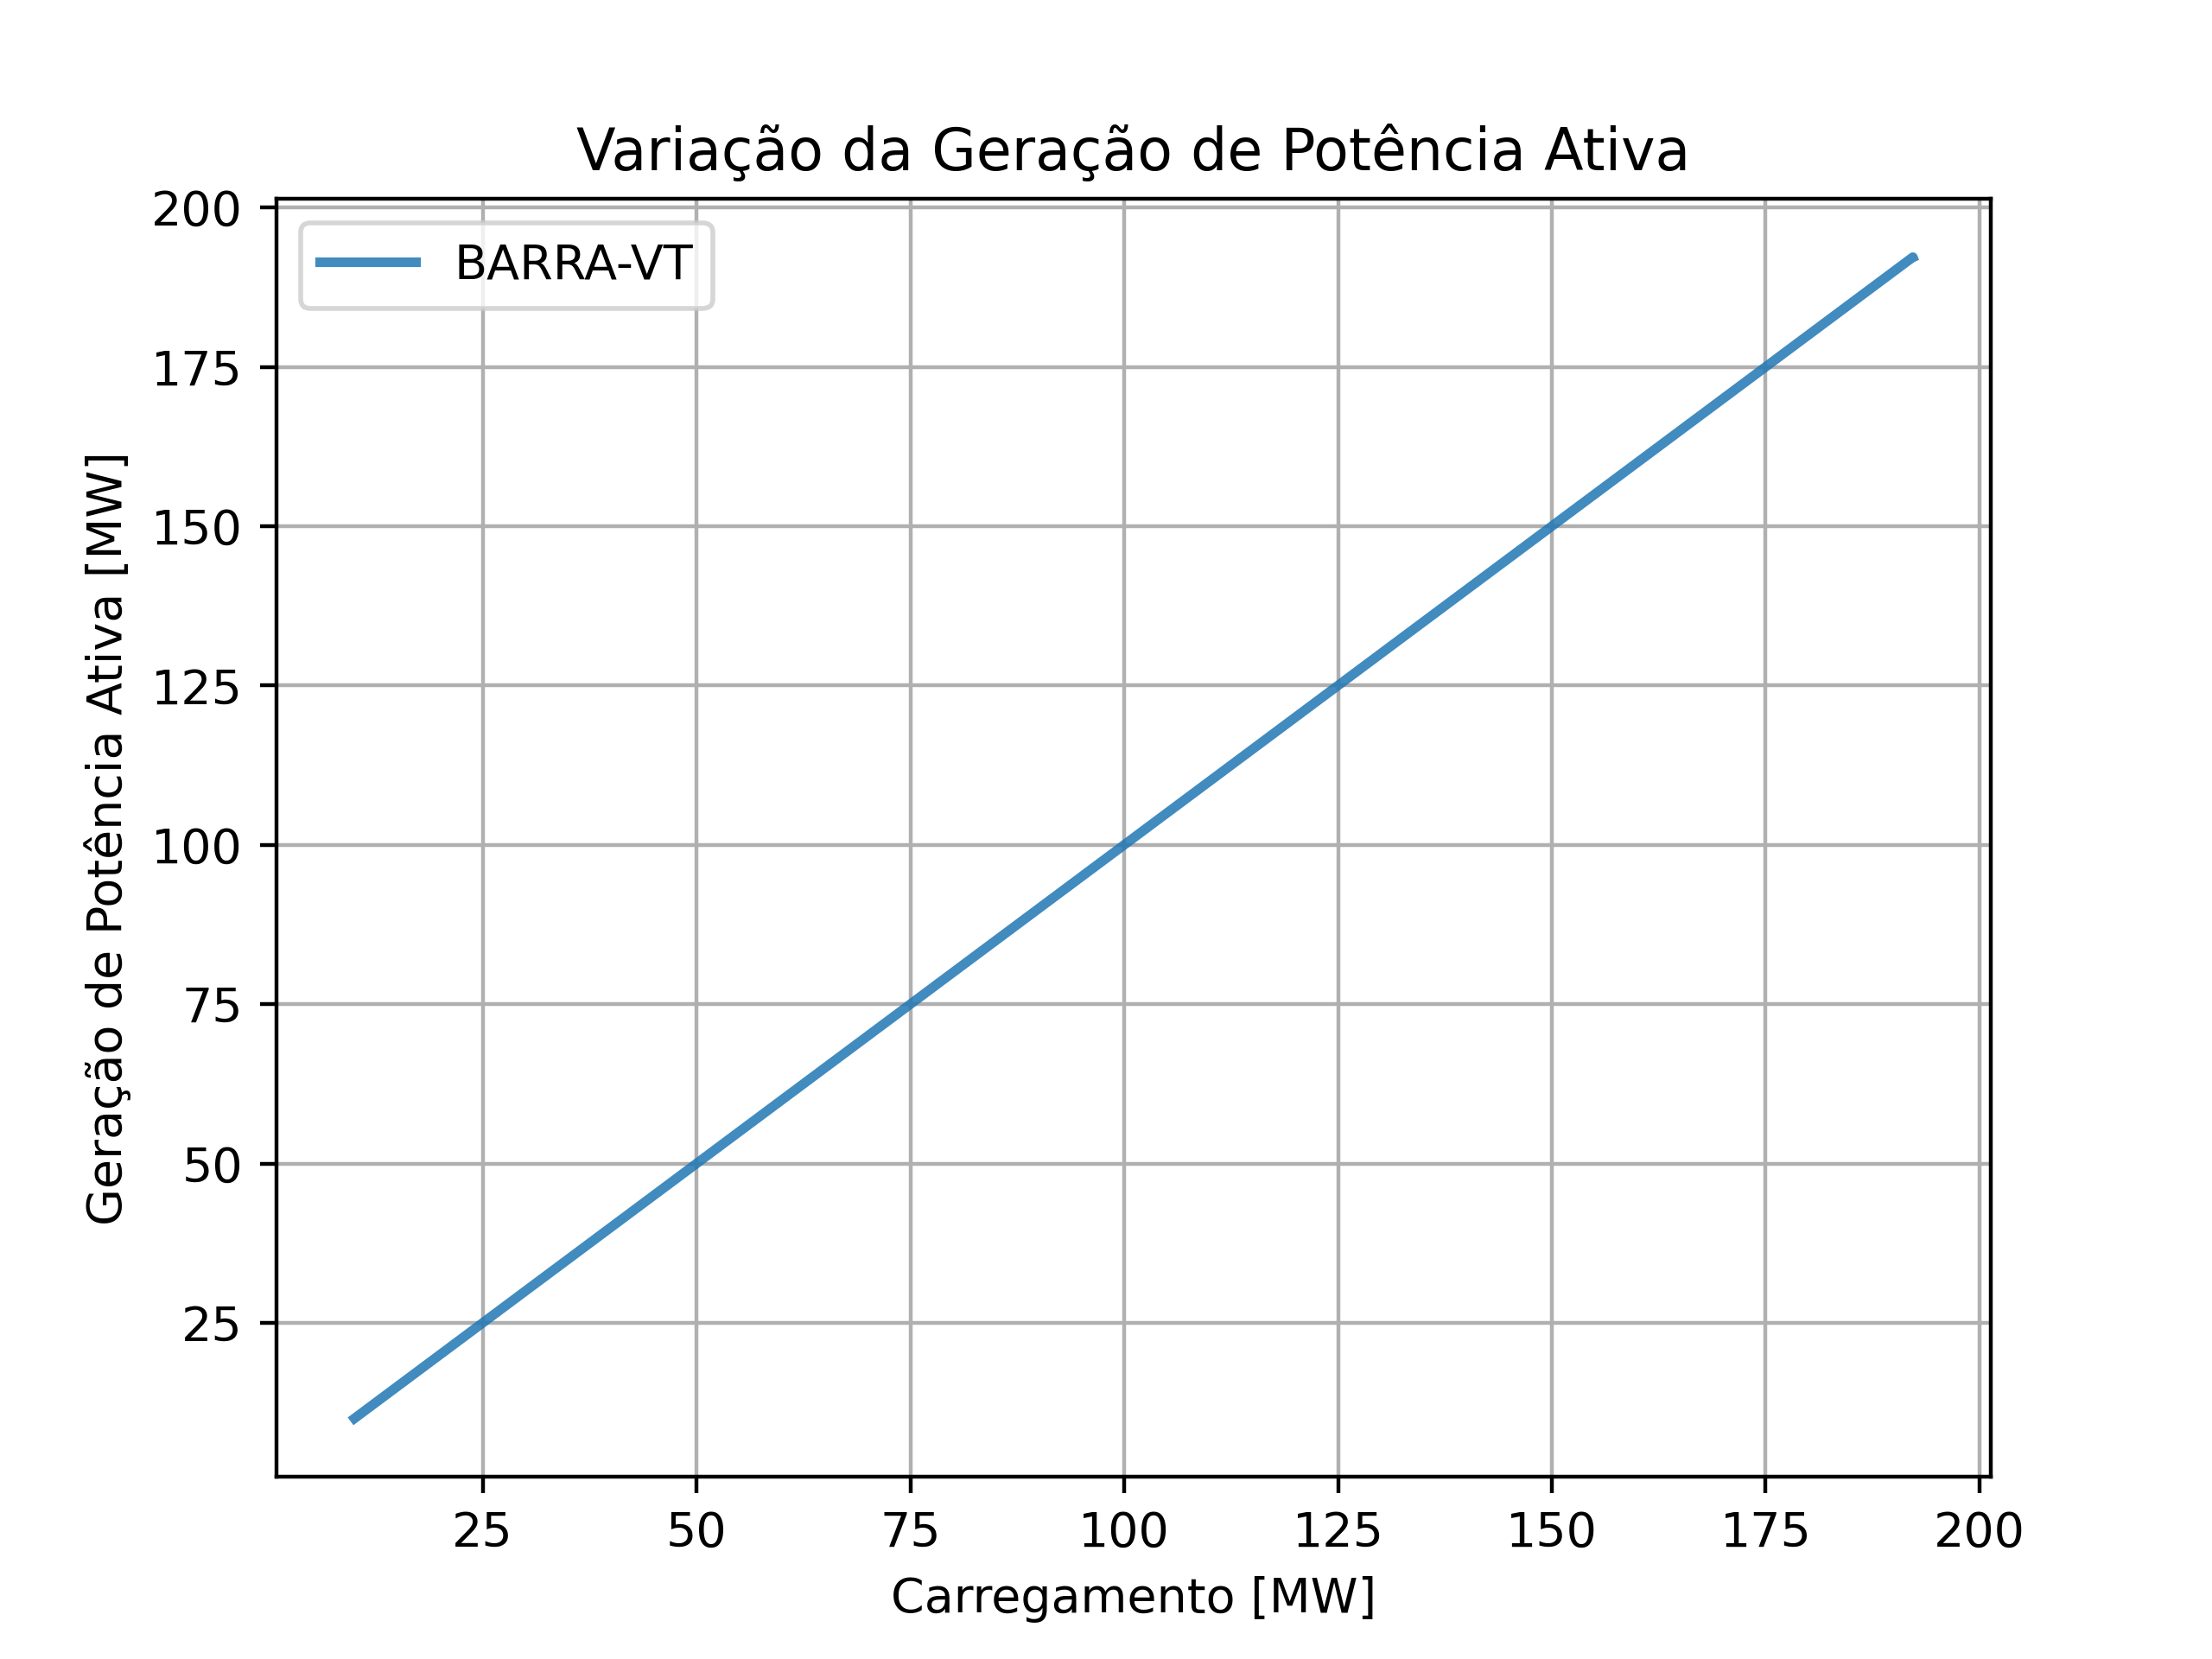 Variação da Geração de Potência Ativa
BARRA-VT
Geração de Potência Ativa [MW]
200
175
150
125
100
75
50
25
25 50 75 100 125 150 175 200
Carregamento [MW]